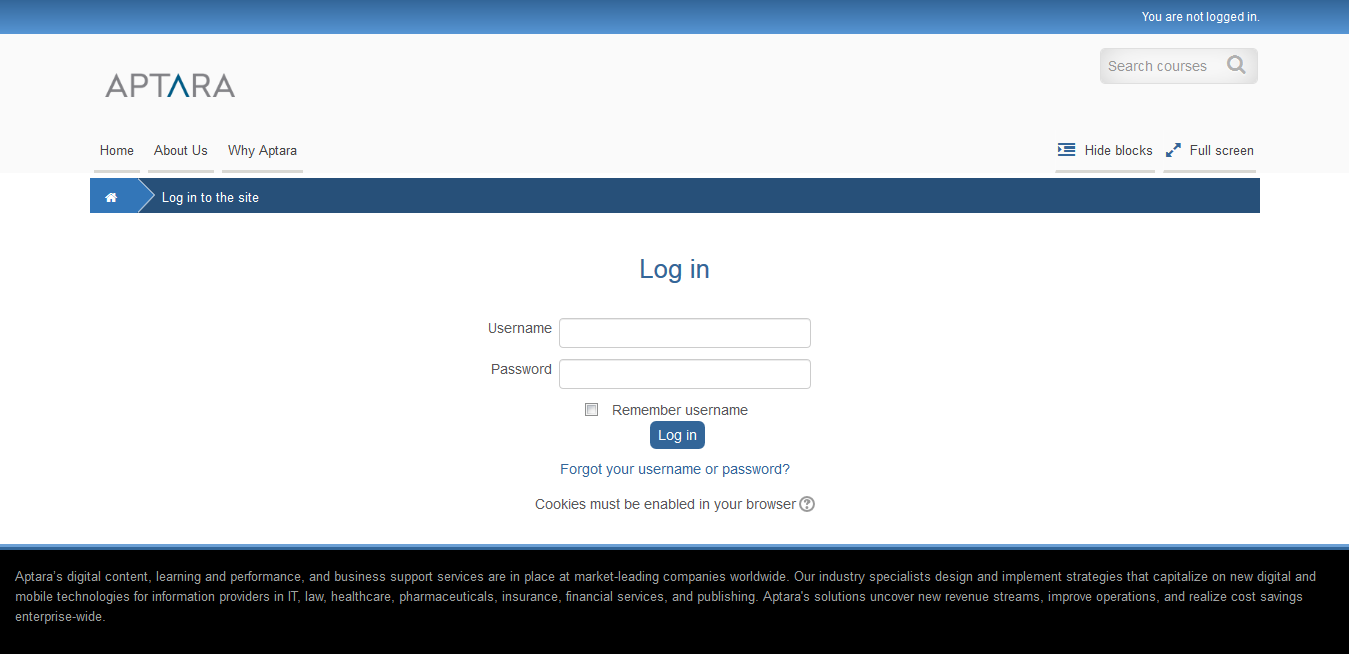 You are not logged in.
APTARA
Search courses
Home About Us Why Aptara Hide blocks Full screen
Log in to the site
Log in
Username
Password
Remember username
Log in
Forgot your username or password?
Cookies must be enabled in your browser
Aptara's digital content, learning and performance, and business support services are in place at market-leading companies worldwide. Our industry specialists design and implement strategies that capitalize on new digital and
mobile technologies for information providers in IT, law, healthcare, pharmaceuticals, insurance, financial services, and publishing. Aptara's solutions uncover new revenue streams, improve operations, and realize cost savings
enterprise-wide.